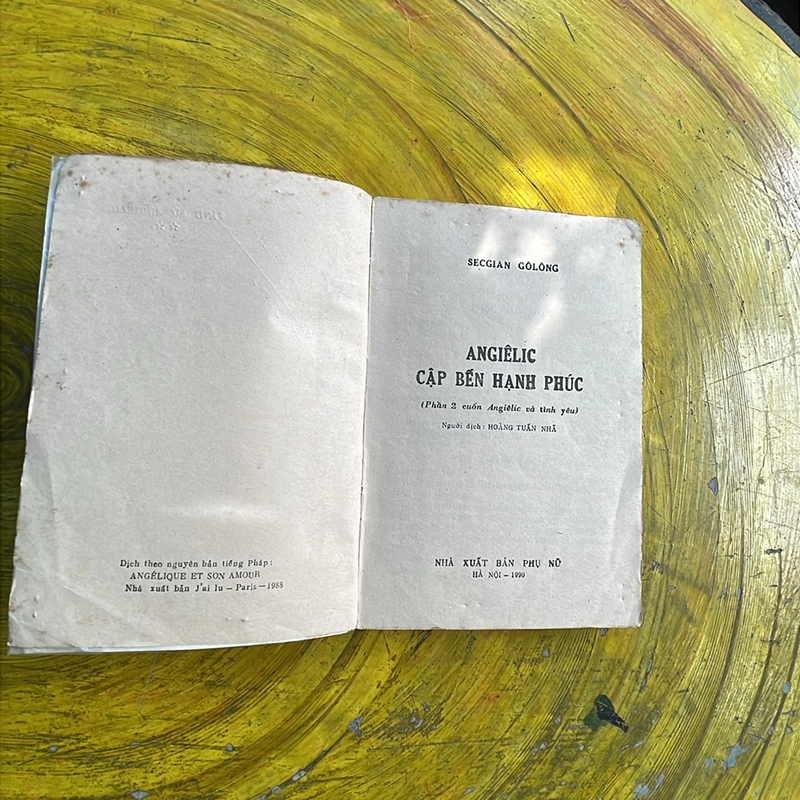 Dịch theo nguyên bản tiếng Pháp:
ANGÉLIQUE ET SON AMOUR
Nhà xuất bản J'ai lu — Paris — 1988
SECGIAN GÔLÔNG
ANGIÊLIC
CẬP BẾN HẠNH PHÚC
(Phần 2 cuốn Angiêlic và tình yêu)
Người dịch: HOÀNG TUẤN NHÃ
NHÀ XUẤT BẢN PHỤ NỮ
HÀ NỘI — 1990